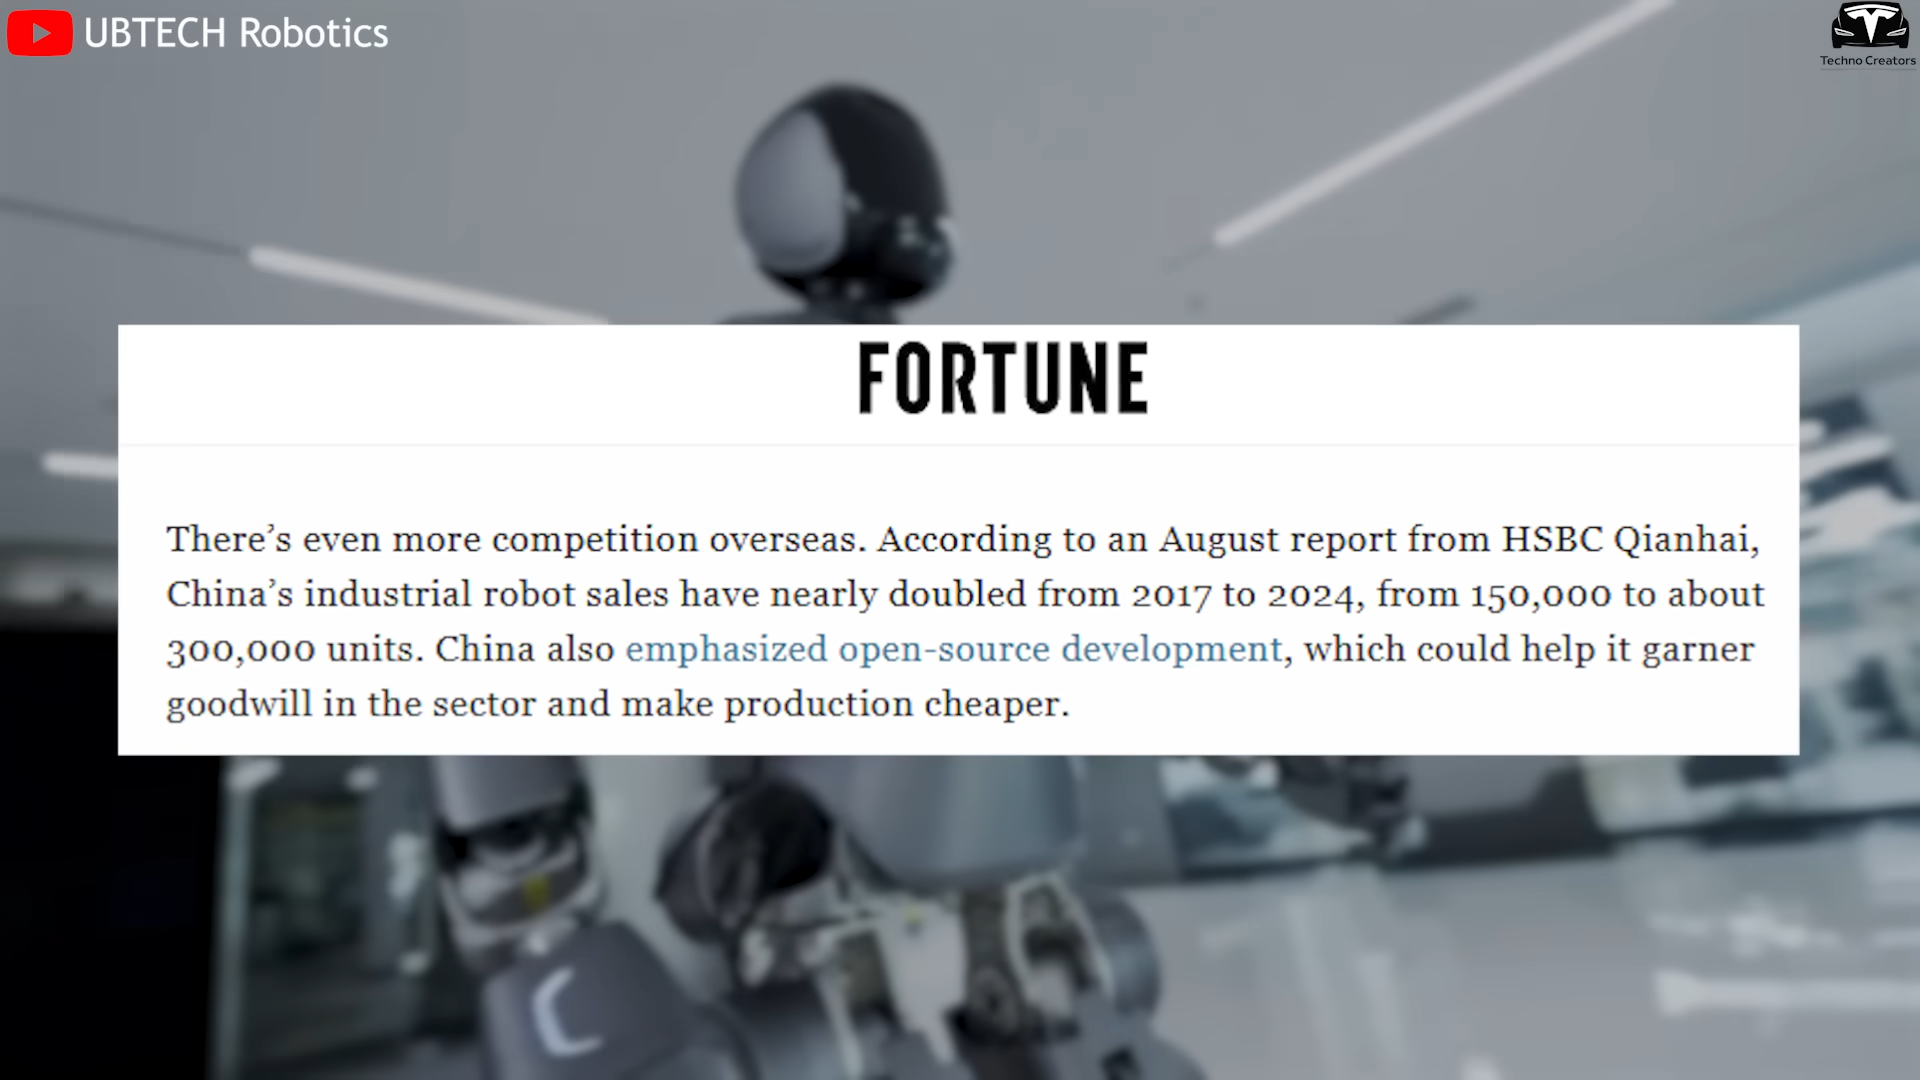 UBTECH Robotics
Techno Creators
FORTUNE
There’s even more competition overseas. According to an August report from HSBC Qianhai,
China’s industrial robot sales have nearly doubled from 2017 to 2024, from 150,000 to about
300,000 units. China also emphasized open-source development, which could help it garner
goodwill in the sector and make production cheaper.